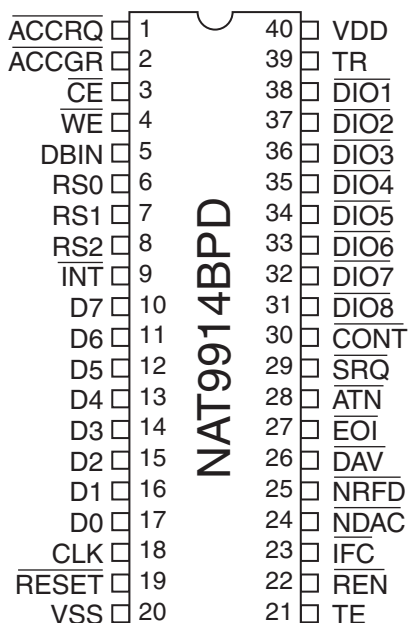 ACCRQ 1 40 VDD
ACCGR 2 39 TR
CE 3 38 DIO1
WE 4 37 DIO2
DBIN 5 36 DIO3
RS0 6 35 DIO4
RS1 7 34 DIO5
RS2 8 33 DIO6
INT 9 32 DIO7
D7 10 31 DIO8
D6 11 30 CONT
D5 12 29 SRQ
D4 13 28 ATN
D3 14 27 EOI
D2 15 26 DAV
D1 16 25 NRFD
D0 17 24 NDAC
CLK 18 23 IFC
RESET 19 22 REN
VSS 20 21 TE
NAT9914BPD